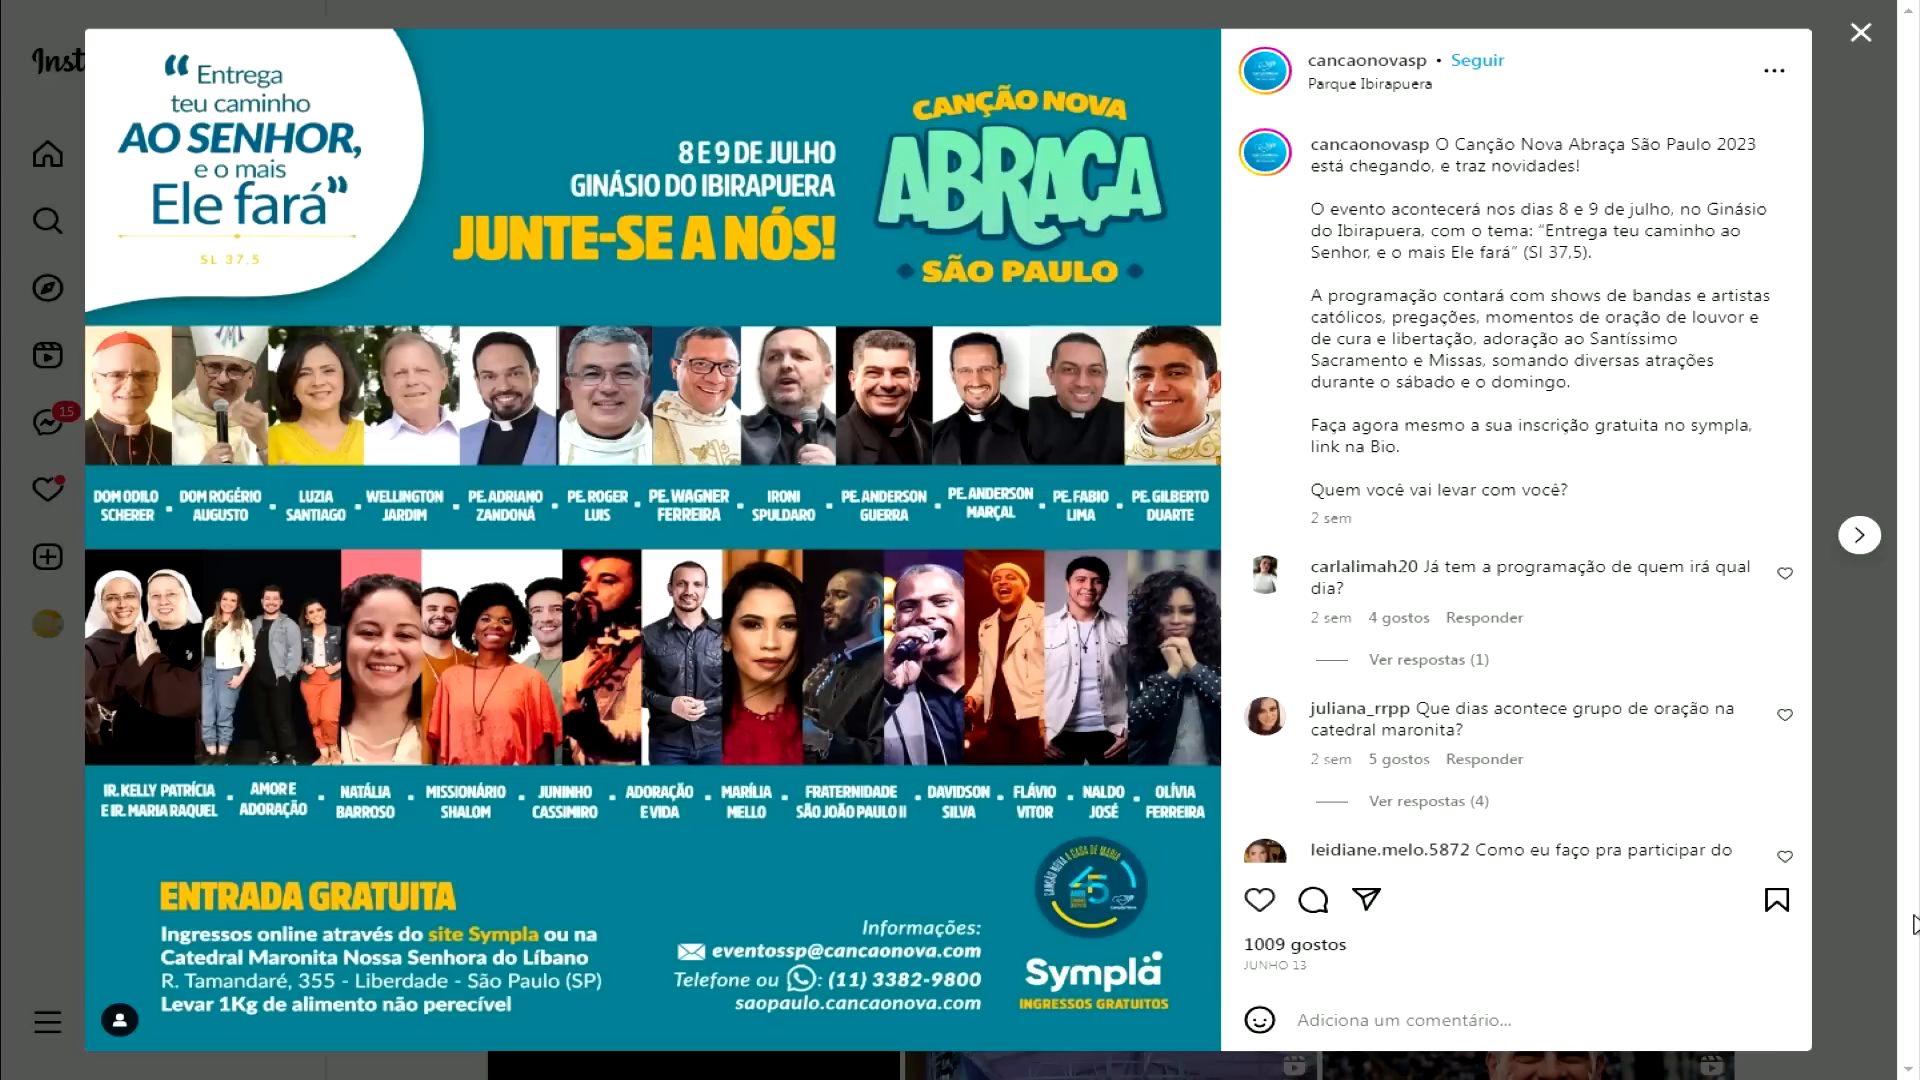 Inst
15
“Entrega
teu caminho
AO SENHOR,
e o mais
Ele fará”
SL 37,5
8 E 9 DE JULHO
GINÁSIO DO IBIRAPUERA
JUNTE-SE A NÓS!
CANÇÃO NOVA
ABRAÇA
SÃO PAULO
DOM ODILO SCHERER
DOM ROGÉRIO AUGUSTO
LUZIA SANTIAGO
WELLINGTON JARDIM
PE. ADRIANO ZANDONÁ
PE. ROGER LUIS
PE. WAGNER FERREIRA
IRONI SPULDARO
PE. ANDERSON GUERRA
PE. ANDERSON MARÇAL
PE. FABIO LIMA
PE. GILBERTO DUARTE
IR. KELLY PATRÍCIA E IR. MARIA RAQUEL
AMOR E ADORAÇÃO
NATÁLIA BARROSO
MISSIONÁRIO SHALOM
JUNINHO CASSIMIRO
ADORAÇÃO E VIDA
MARÍLIA MELLO
FRATERNIDADE SÃO JOÃO PAULO II
DAVIDSON SILVA
FLÁVIO VITOR
NALDO JOSÉ
OLÍVIA FERREIRA
ENTRADA GRATUITA
Ingressos online através do site Sympla ou na
Catedral Maronita Nossa Senhora do Líbano
R. Tamandaré, 355 - Liberdade - São Paulo (SP)
Levar 1Kg de alimento não perecível
Informações:
eventossp@cancaonova.com
Telefone ou : (11) 3382-9800
saopaulo.cancaonova.com
CANÇÃO NOVA A CASA DE MARIA
45
Sympla
INGRESSOS GRATUITOS
cancaonovasp • Seguir
Parque Ibirapuera
cancaonovasp O Canção Nova Abraça São Paulo 2023
está chegando, e traz novidades!
O evento acontecerá nos dias 8 e 9 de julho, no Ginásio
do Ibirapuera, com o tema: “Entrega teu caminho ao
Senhor, e o mais Ele fará” (Sl 37,5).
A programação contará com shows de bandas e artistas
católicos, pregações, momentos de oração de louvor e
de cura e libertação, adoração ao Santíssimo
Sacramento e Missas, somando diversas atrações
durante o sábado e o domingo.
Faça agora mesmo a sua inscrição gratuita no sympla,
link na Bio.
Quem você vai levar com você?
2 sem
carlalimah20 Já tem a programação de quem irá qual
dia?
2 sem 4 gostos Responder
Ver respostas (1)
juliana_rrpp Que dias acontece grupo de oração na
catedral maronita?
2 sem 5 gostos Responder
Ver respostas (4)
leidiane.melo.5872 Como eu faço pra participar do
1009 gostos
JUNHO 13
Adiciona um comentário...